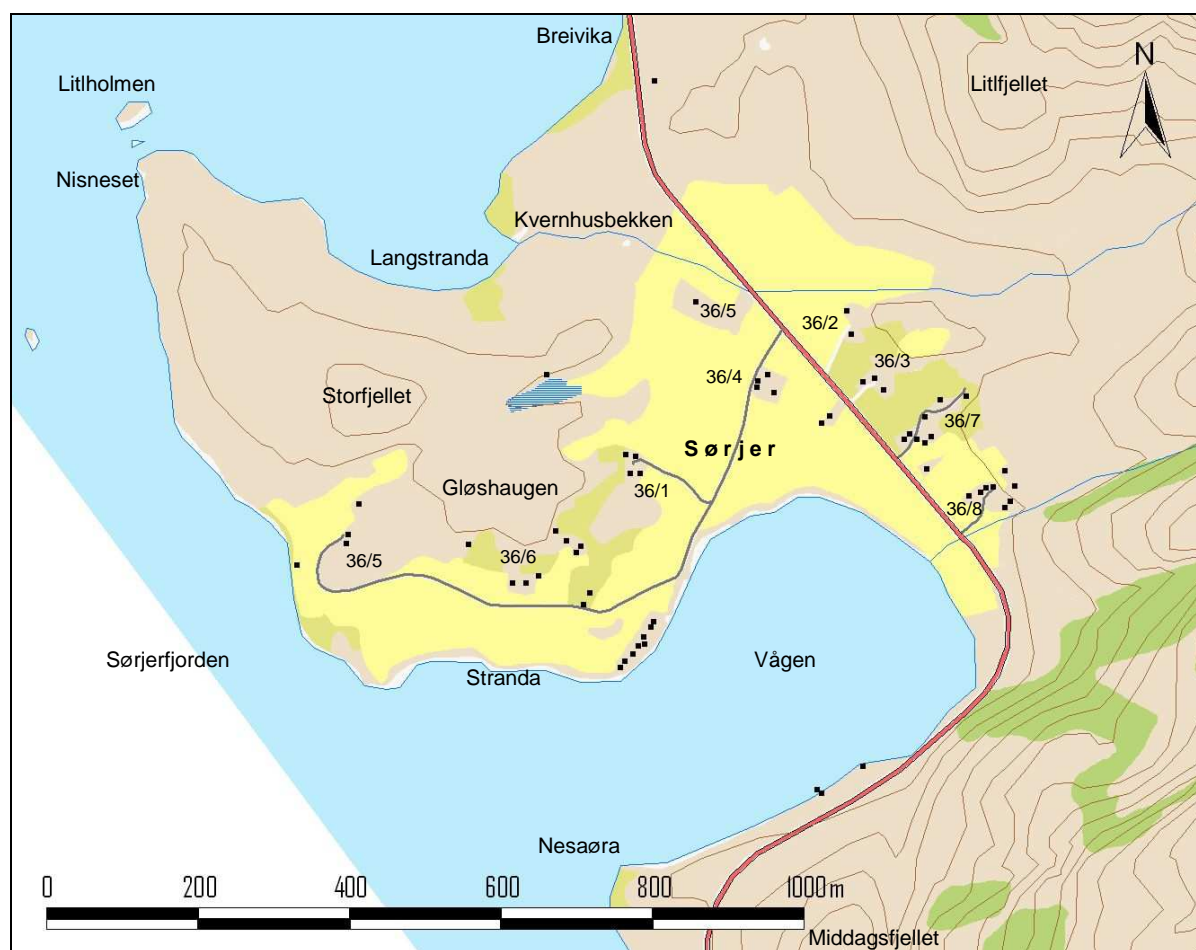 Breivika
N
Litlholmen
Litlfjellet
Nisneset
Kvernhusbekken
Langstranda
36/5
36/2
36/3
36/4
Storfjellet
36/7
Sørjer
Gløshaugen
36/1
36/8
36/5
36/6
Sørjerfjorden
Stranda
Vågen
Nesaøra
0 200 400 600 800 1000 m
Middagsfjellet